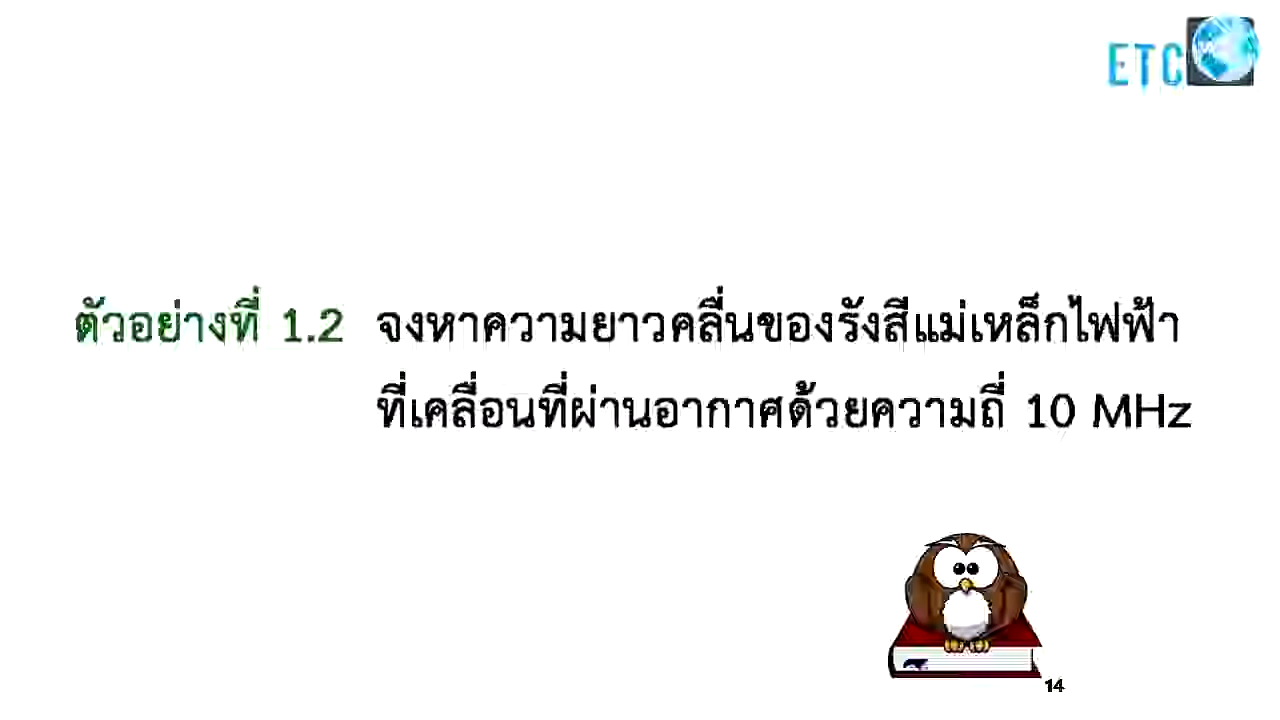 ETC
ตัวอย่างที่ 1.2 จงหาความยาวคลื่นของรังสีแม่เหล็กไฟฟ้า
ที่เคลื่อนที่ผ่านอากาศด้วยความถี่ 10 MHz
14